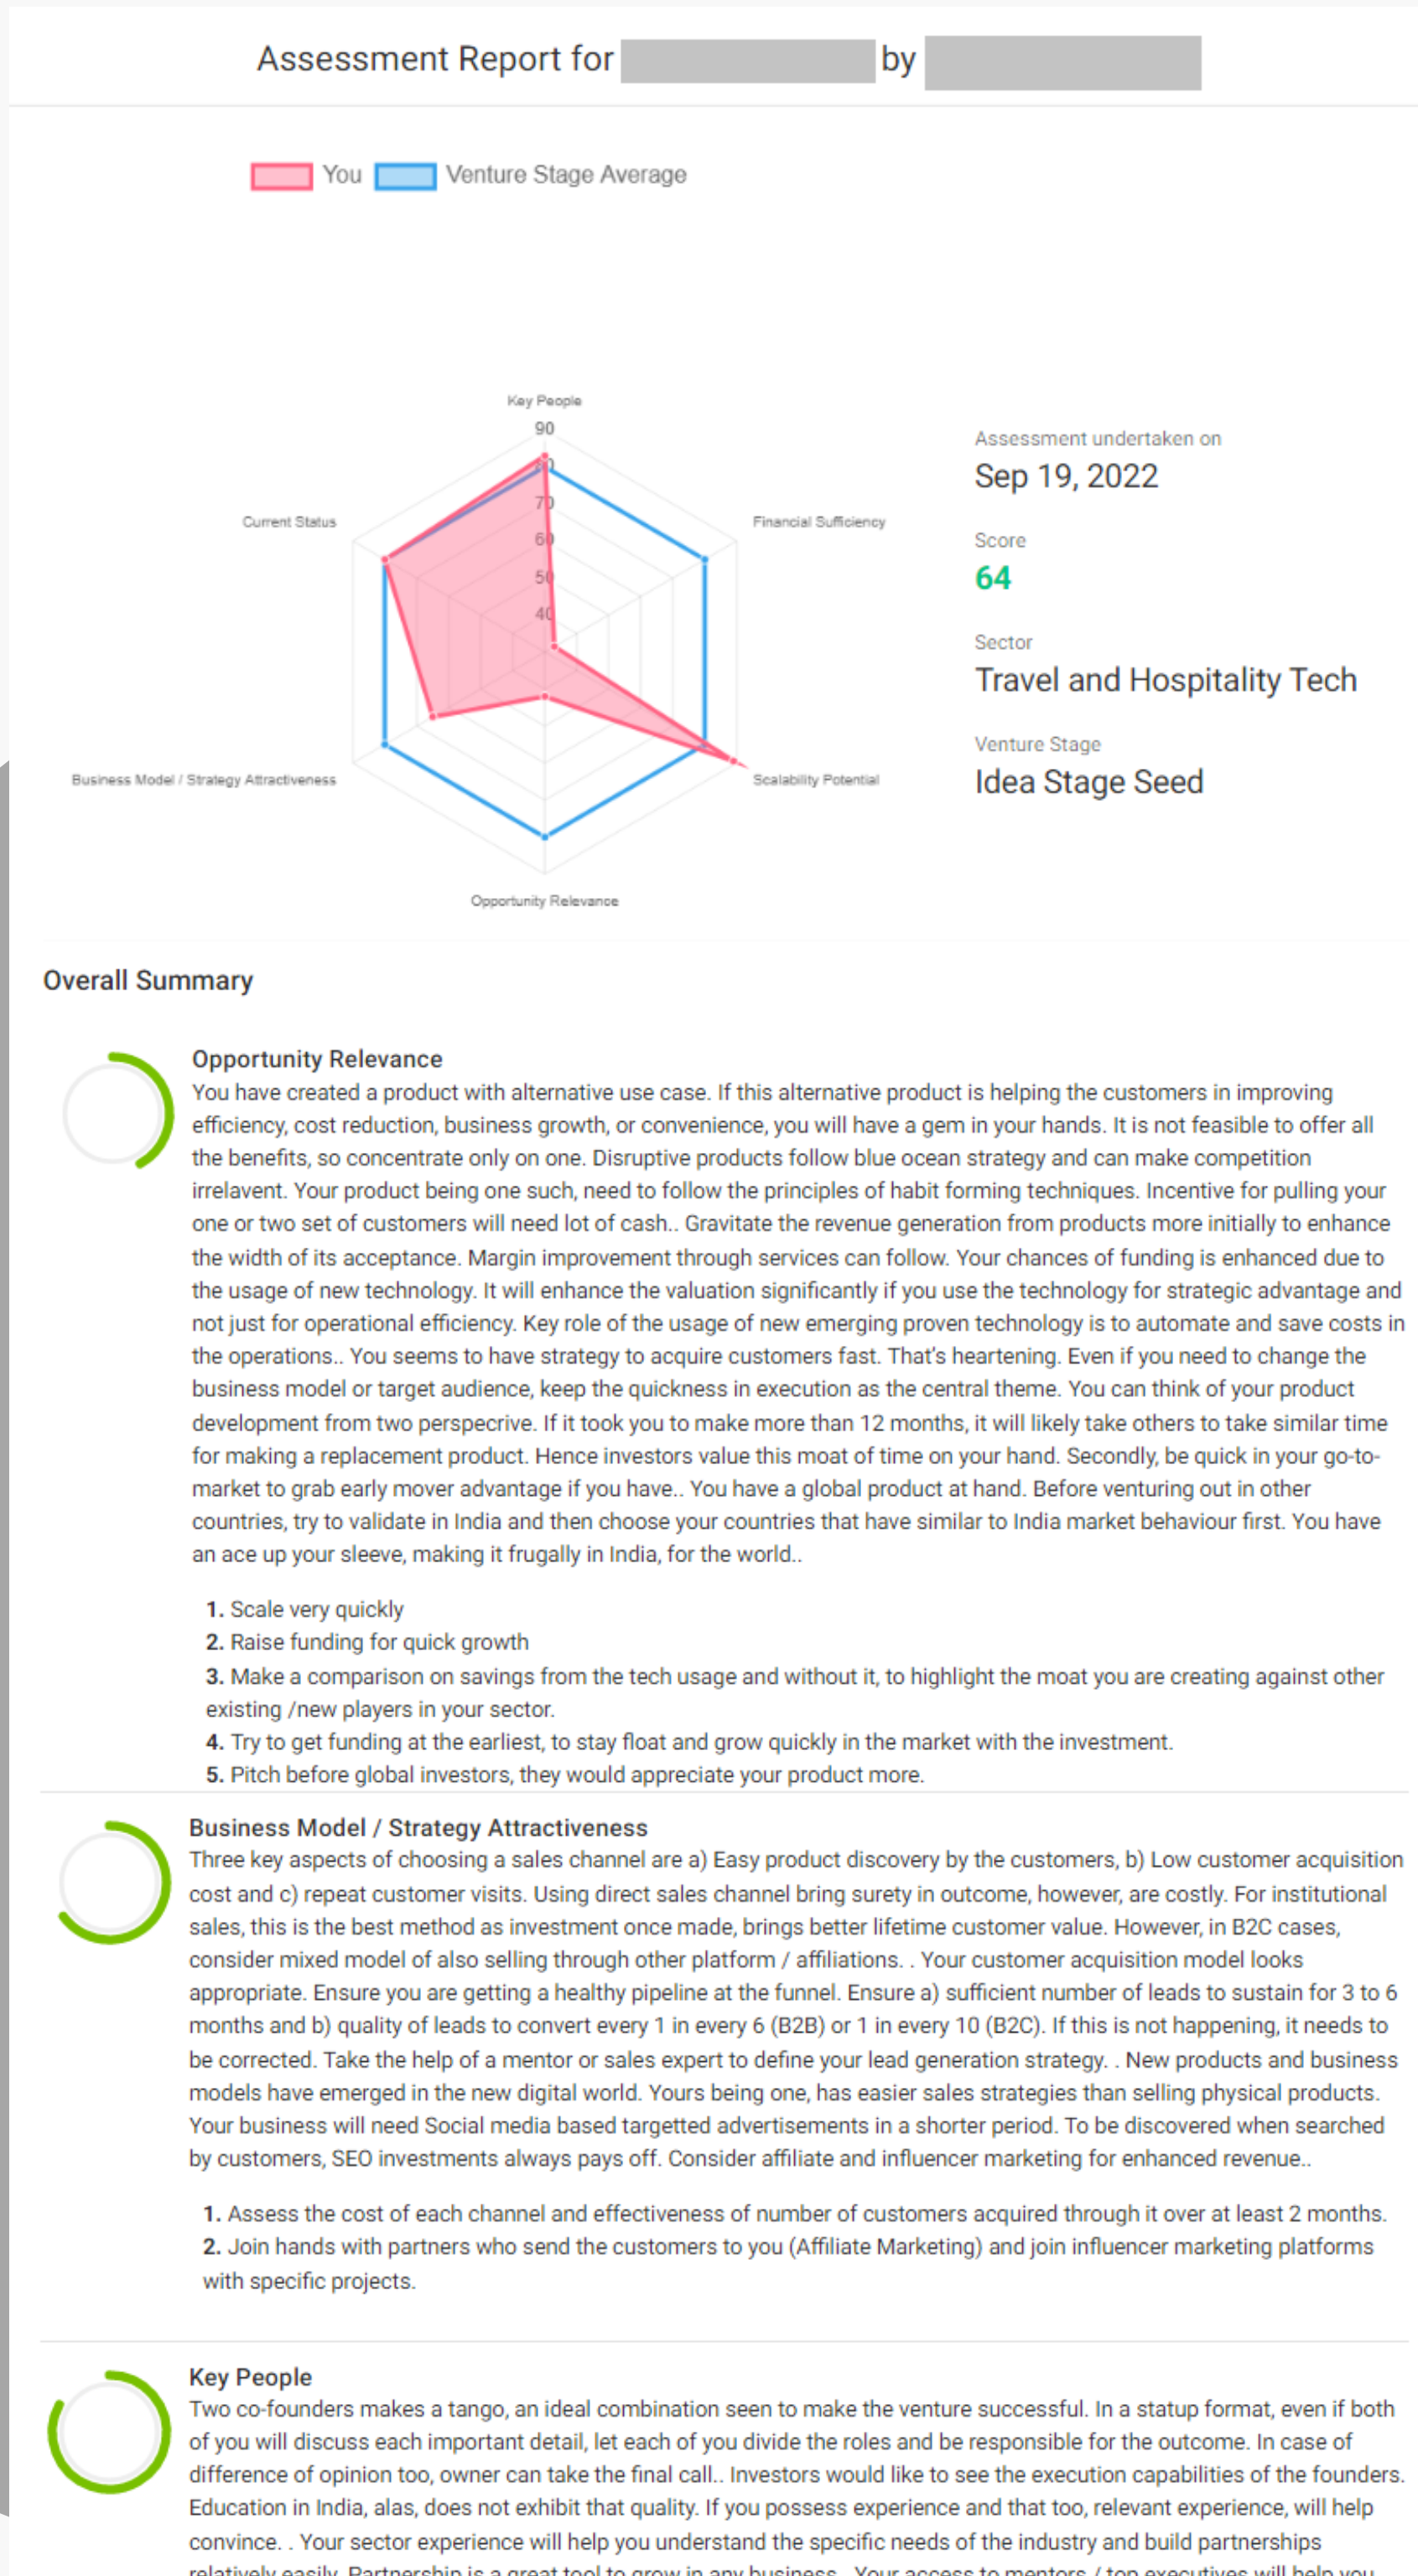 Assessment Report for by
You Venture Stage Average
Key People
90
80
70
60
50
40
Current Status
Financial Sufficiency
Business Model / Strategy Attractiveness
Scalability Potential
Opportunity Relevance
Assessment undertaken on
Sep 19, 2022
Score
64
Sector
Travel and Hospitality Tech
Venture Stage
Idea Stage Seed
Overall Summary
Opportunity Relevance
You have created a product with alternative use case. If this alternative product is helping the customers in improving
efficiency, cost reduction, business growth, or convenience, you will have a gem in your hands. It is not feasible to offer all
the benefits, so concentrate only on one. Disruptive products follow blue ocean strategy and can make competition
irrelavent. Your product being one such, need to follow the principles of habit forming techniques. Incentive for pulling your
one or two set of customers will need lot of cash.. Gravitate the revenue generation from products more initially to enhance
the width of its acceptance. Margin improvement through services can follow. Your chances of funding is enhanced due to
the usage of new technology. It will enhance the valuation significantly if you use the technology for strategic advantage and
not just for operational efficiency. Key role of the usage of new emerging proven technology is to automate and save costs in
the operations.. You seems to have strategy to acquire customers fast. That's heartening. Even if you need to change the
business model or target audience, keep the quickness in execution as the central theme. You can think of your product
development from two perspecrive. If it took you to make more than 12 months, it will likely take others to take similar time
for making a replacement product. Hence investors value this moat of time on your hand. Secondly, be quick in your go-to-
market to grab early mover advantage if you have.. You have a global product at hand. Before venturing out in other
countries, try to validate in India and then choose your countries that have similar to India market behaviour first. You have
an ace up your sleeve, making it frugally in India, for the world..
1. Scale very quickly
2. Raise funding for quick growth
3. Make a comparison on savings from the tech usage and without it, to highlight the moat you are creating against other
existing /new players in your sector.
4. Try to get funding at the earliest, to stay float and grow quickly in the market with the investment.
5. Pitch before global investors, they would appreciate your product more.
Business Model / Strategy Attractiveness
Three key aspects of choosing a sales channel are a) Easy product discovery by the customers, b) Low customer acquisition
cost and c) repeat customer visits. Using direct sales channel bring surety in outcome, however, are costly. For institutional
sales, this is the best method as investment once made, brings better lifetime customer value. However, in B2C cases,
consider mixed model of also selling through other platform / affiliations. . Your customer acquisition model looks
appropriate. Ensure you are getting a healthy pipeline at the funnel. Ensure a) sufficient number of leads to sustain for 3 to 6
months and b) quality of leads to convert every 1 in every 6 (B2B) or 1 in every 10 (B2C). If this is not happening, it needs to
be corrected. Take the help of a mentor or sales expert to define your lead generation strategy. . New products and business
models have emerged in the new digital world. Yours being one, has easier sales strategies than selling physical products.
Your business will need Social media based targetted advertisements in a shorter period. To be discovered when searched
by customers, SEO investments always pays off. Consider affiliate and influencer marketing for enhanced revenue..
1. Assess the cost of each channel and effectiveness of number of customers acquired through it over at least 2 months.
2. Join hands with partners who send the customers to you (Affiliate Marketing) and join influencer marketing platforms
with specific projects.
Key People
Two co-founders makes a tango, an ideal combination seen to make the venture successful. In a statup format, even if both
of you will discuss each important detail, let each of you divide the roles and be responsible for the outcome. In case of
difference of opinion too, owner can take the final call.. Investors would like to see the execution capabilities of the founders.
Education in India, alas, does not exhibit that quality. If you possess experience and that too, relevant experience, will help
convince. . Your sector experience will help you understand the specific needs of the industry and build partnerships
relatively easily. Partnership is a great tool to grow in any business. Your access to mentors / top executives will help you